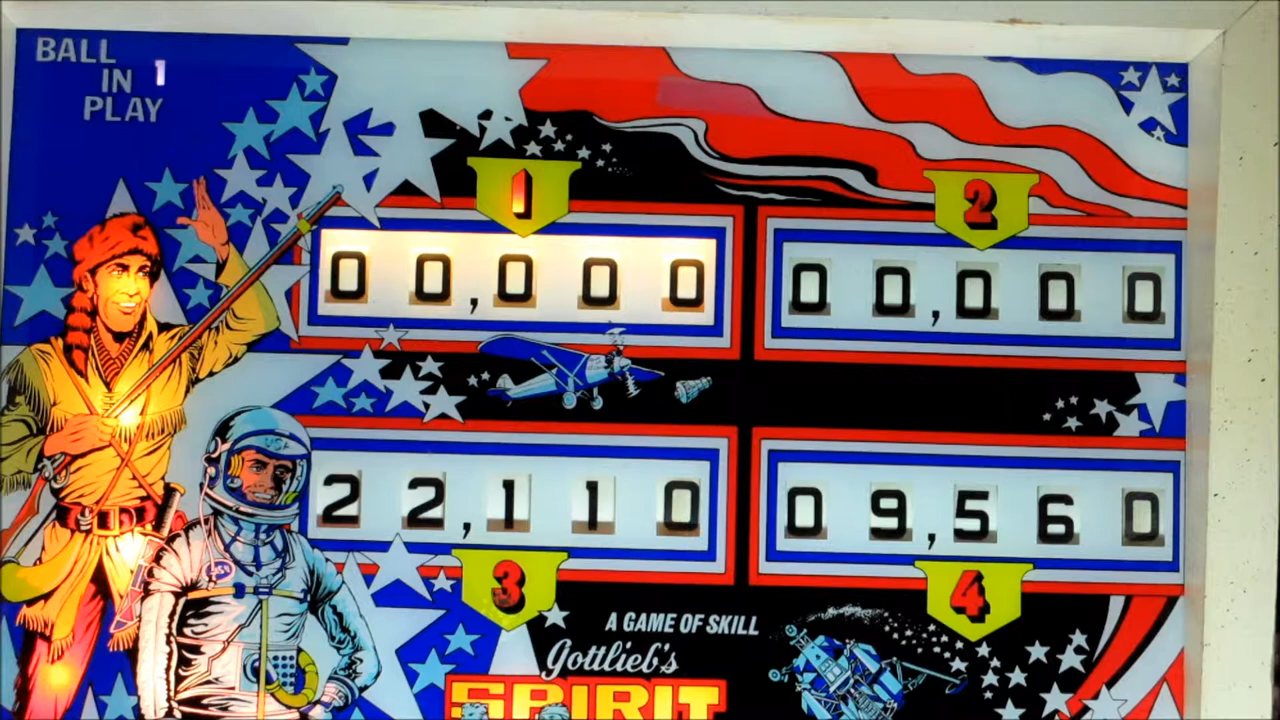 BALL
IN 1
PLAY
1
2
00,000
00,000
USA
22,110
09,560
3
4
A GAME OF SKILL
Gottlieb's
SPIRIT